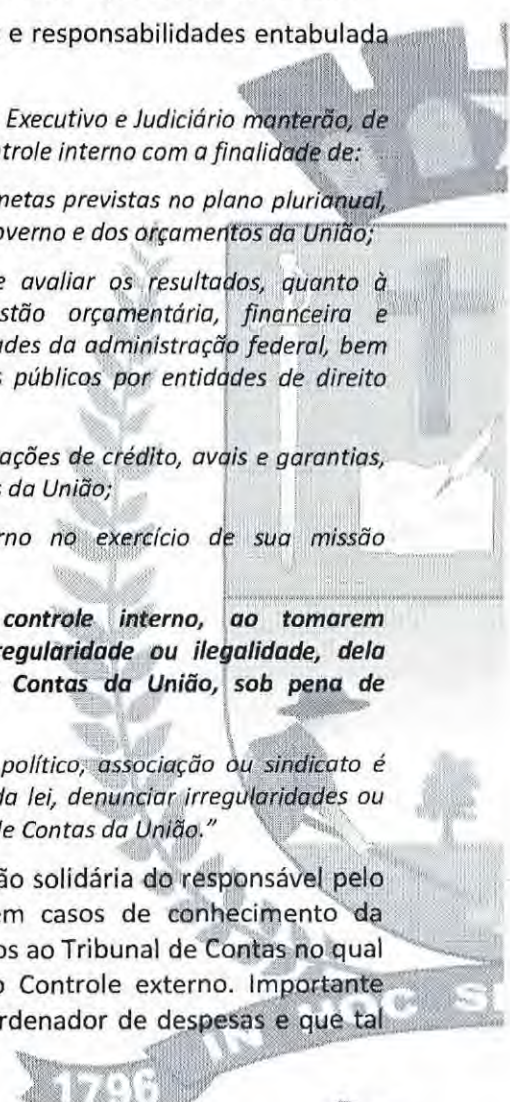 e responsabilidades entabulada
Executivo e Judiciário manterão, de
ntrole interno com a finalidade de:
metas previstas no plano plurianual,
overno e dos orçamentos da União;
e avaliar os resultados, quanto à
stão orçamentária, financeira e
ades da administração federal, bem
s públicos por entidades de direito
ações de crédito, avais e garantias,
s da União;
rno no exercício de sua missão
controle interno, ao tomarem
regularidade ou ilegalidade, dela
Contas da União, sob pena de
político, associação ou sindicato é
da lei, denunciar irregularidades ou
de Contas da União."
ão solidária do responsável pelo
em casos de conhecimento da
os ao Tribunal de Contas no qual
o Controle externo. Importante
ordenador de despesas e que tal
1796 IN HOC SI